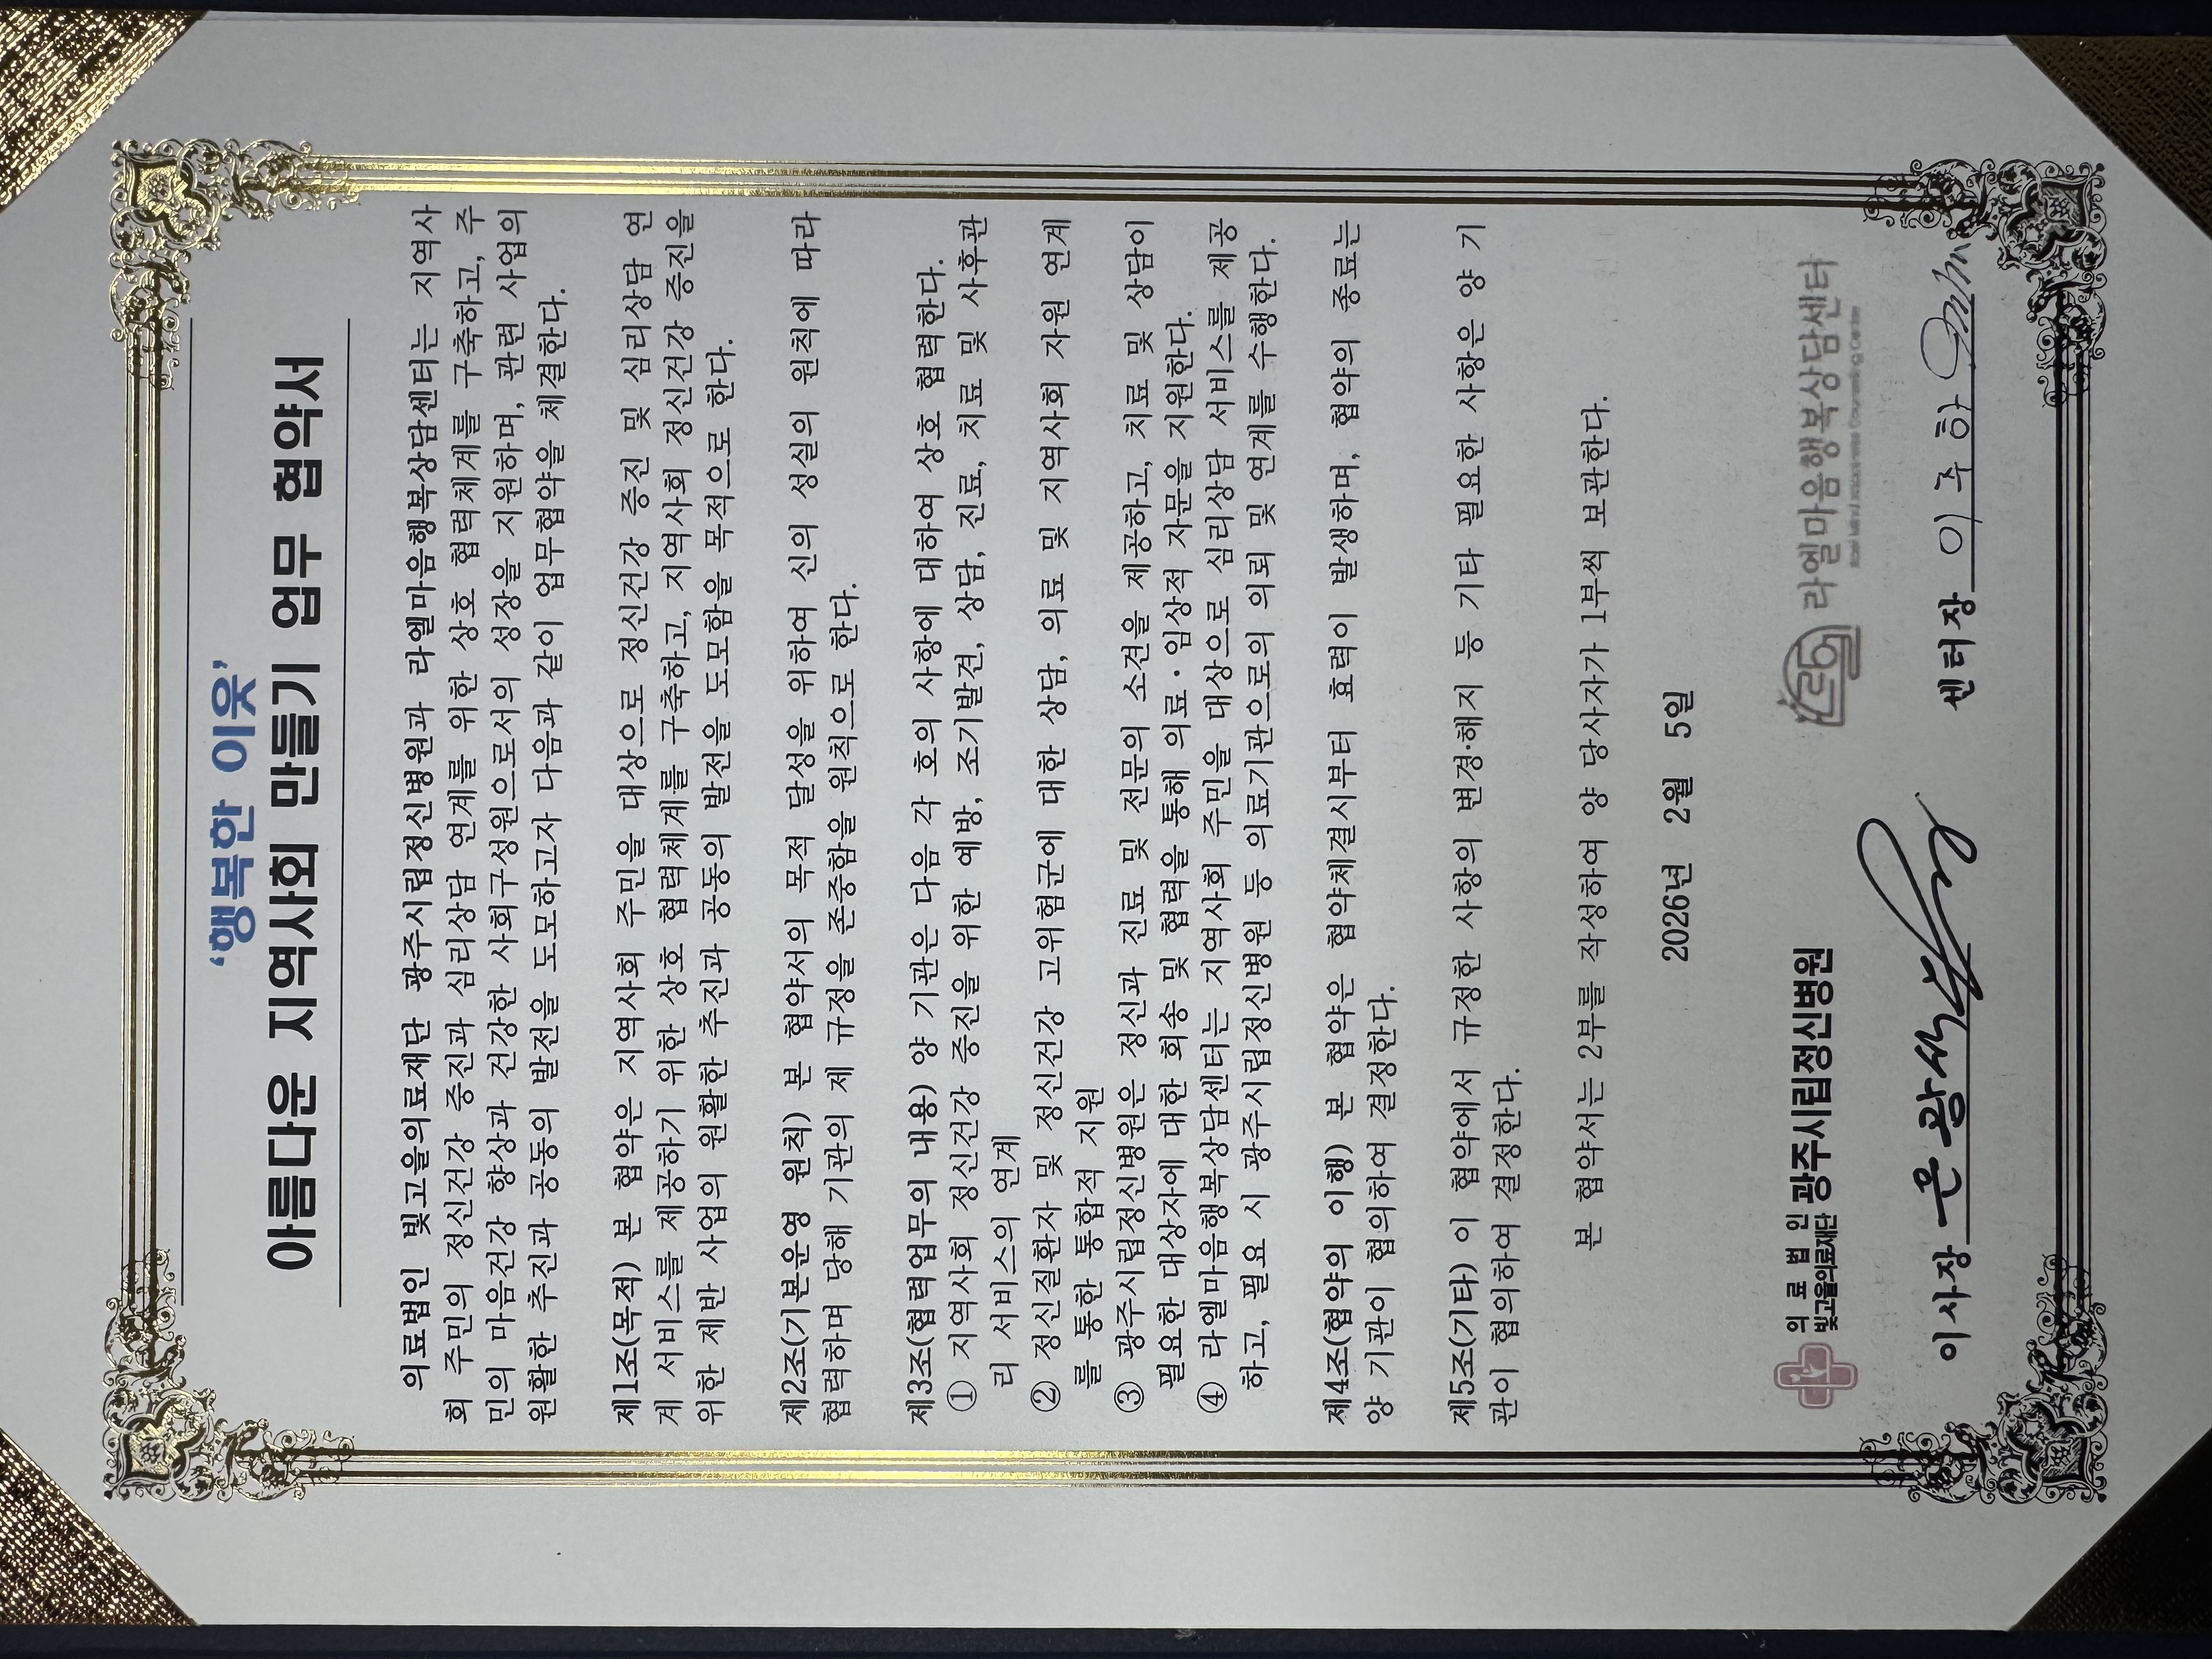 '행복한 이웃'
아름다운 지역사회 만들기 업무 협약서
의료법인 빛고을의료재단 광주시립정신병원과 라엘마음행복상담센터는 지역사
회 주민의 정신건강 증진과 심리상담 연계를 위한 상호 협력체계를 구축하고, 주
민의 마음건강 향상과 건강한 사회구성원으로서의 성장을 지원하며, 관련 사업의
원활한 추진과 공동의 발전을 도모하고자 다음과 같이 업무협약을 체결한다.
제1조(목적) 본 협약은 지역사회 주민을 대상으로 정신건강 증진 및 심리상담 연
계 서비스를 제공하기 위한 상호 협력체계를 구축하고, 지역사회 정신건강 증진을
위한 제반 사업의 원활한 추진과 공동의 발전을 도모함을 목적으로 한다.
제2조(기본운영 원칙) 본 협약서의 목적 달성을 위하여 신의 성실의 원칙에 따라
협력하며 당해 기관의 제 규정을 존중함을 원칙으로 한다.
제3조(협력업무의 내용) 양 기관은 다음 각 호의 사항에 대하여 상호 협력한다.
① 지역사회 정신건강 증진을 위한 예방, 조기발견, 상담, 진료, 치료 및 사후관
리 서비스의 연계
② 정신질환자 및 정신건강 고위험군에 대한 상담, 의료 및 지역사회 자원 연계
를 통한 통합적 지원
③ 광주시립정신병원은 정신과 진료 및 전문의 소견을 제공하고, 치료 및 상담이
필요한 대상자에 대한 회송 및 협력을 통해 의료·임상적 자문을 지원한다.
④ 라엘마음행복상담센터는 지역사회 주민을 대상으로 심리상담 서비스를 제공
하고, 필요 시 광주시립정신병원 등 의료기관으로의 의뢰 및 연계를 수행한다.
제4조(협약의 이행) 본 협약은 협약체결시부터 효력이 발생하며, 협약의 종료는
양 기관이 협의하여 결정한다.
제5조(기타) 이 협약에서 규정한 사항의 변경·해지 등 기타 필요한 사항은 양 기
관이 협의하여 결정한다.
본 협약서는 2부를 작성하여 양 당사자가 1부씩 보관한다.
2026년 2월 5일
의 료 법 인
빛고을의료재단 광주시립정신병원
라엘마음행복상담센터
이사장 은광석
센터장 이주하